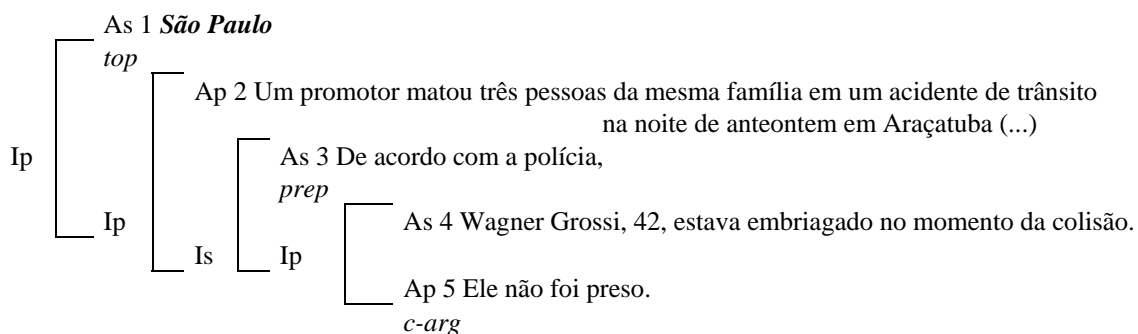 As 1 São Paulo
top
Ap 2 Um promotor matou três pessoas da mesma família em um acidente de trânsito
na noite de anteontem em Araçatuba (...)
As 3 De acordo com a polícia,
Ip
prep
As 4 Wagner Grossi, 42, estava embriagado no momento da colisão.
Ip
Is
Ip
Ap 5 Ele não foi preso.
c-arg